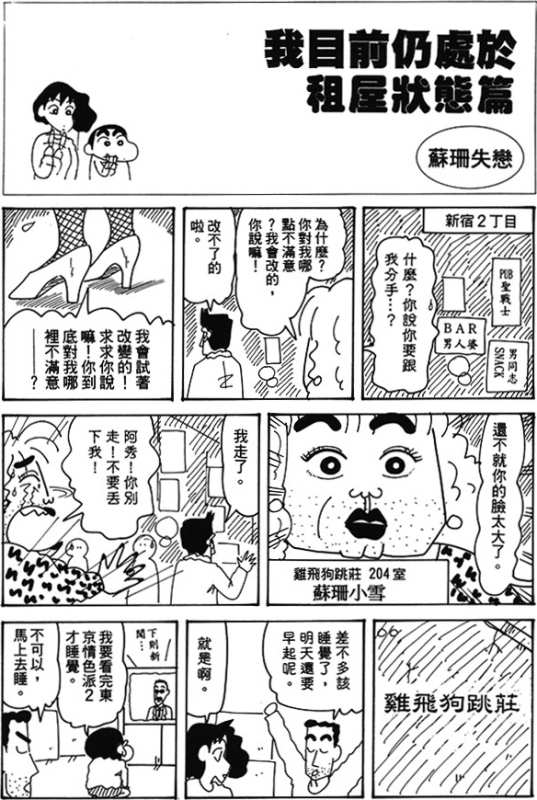 我目前仍處於
租屋狀態篇
蘇珊失戀
新宿2丁目
什麼？你說你要跟
我分手…？
PUB
聖戰士
BAR
男人婆
男同志
SNACK
為什麼？
你對我哪
點不滿意
？我會改的，
你說嘛！
改不了的
啦。
我會試著
改變的！
求求你說
嘛！你到
底對我哪
裡不滿意
——？
還不就你的臉太大了。
雞飛狗跳莊 204室
蘇珊小雪
我走了。
阿秀！你別
走！不要丟
下我！
雞飛狗跳莊
差不多該
睡覺了，
明天還要
早起呢。
就是啊。
下則新
聞…
我要看完東
京情色派2
才睡覺。
不可以，
馬上去睡。